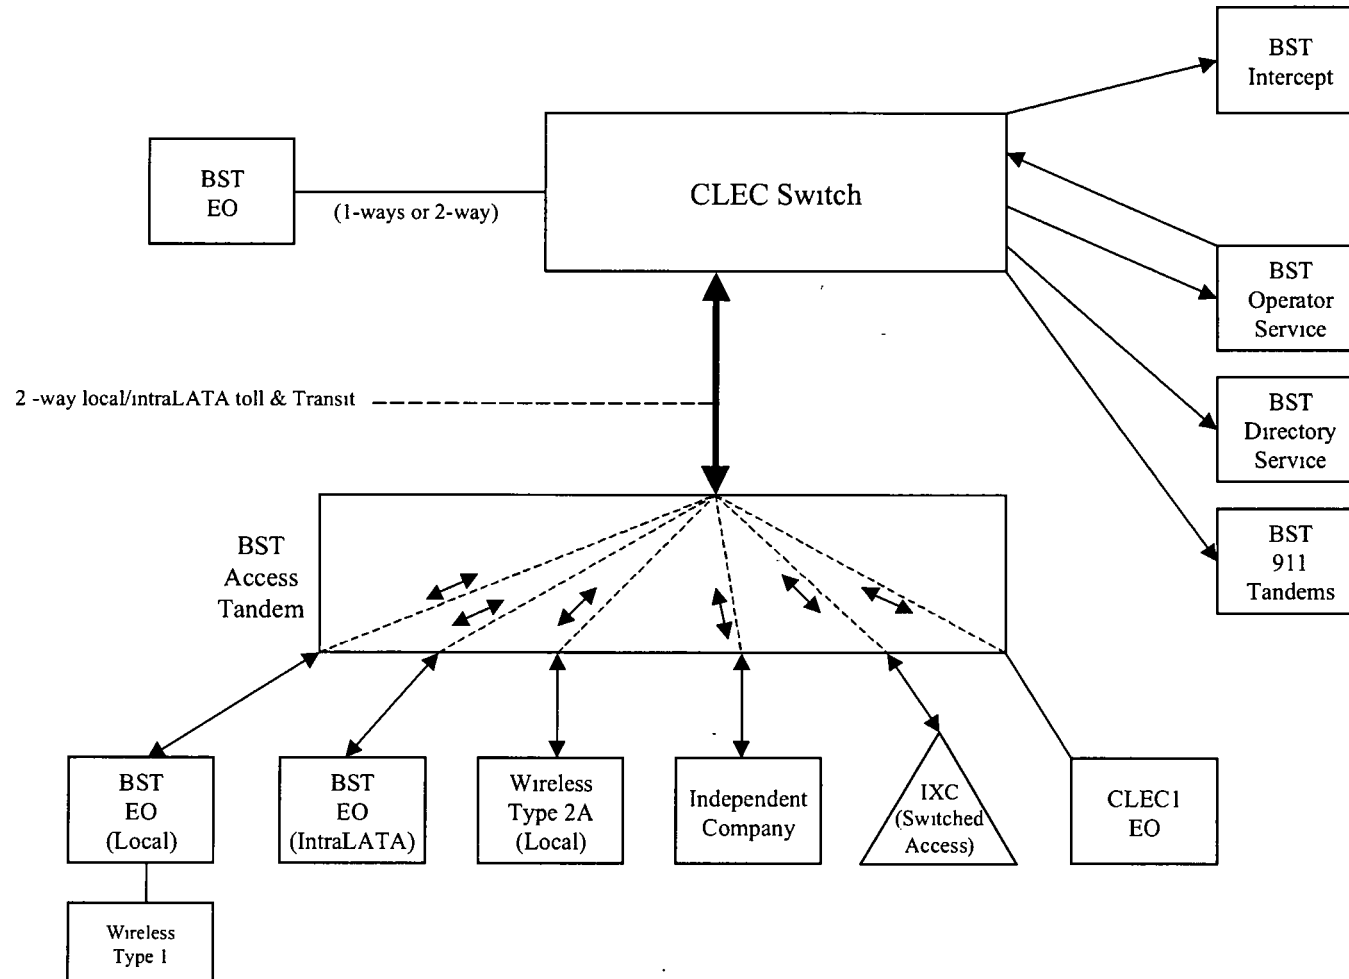 BST
Intercept
BST
EO
(1-ways or 2-way)
CLEC Switch
BST
Operator
Service
2 -way local/intraLATA toll & Transit
BST
Directory
Service
BST
911
Tandems
BST
Access
Tandem
BST
EO
(Local)
BST
EO
(IntraLATA)
Wireless
Type 2A
(Local)
Independent
Company
IXC
(Switched
Access)
CLEC1
EO
Wireless
Type 1